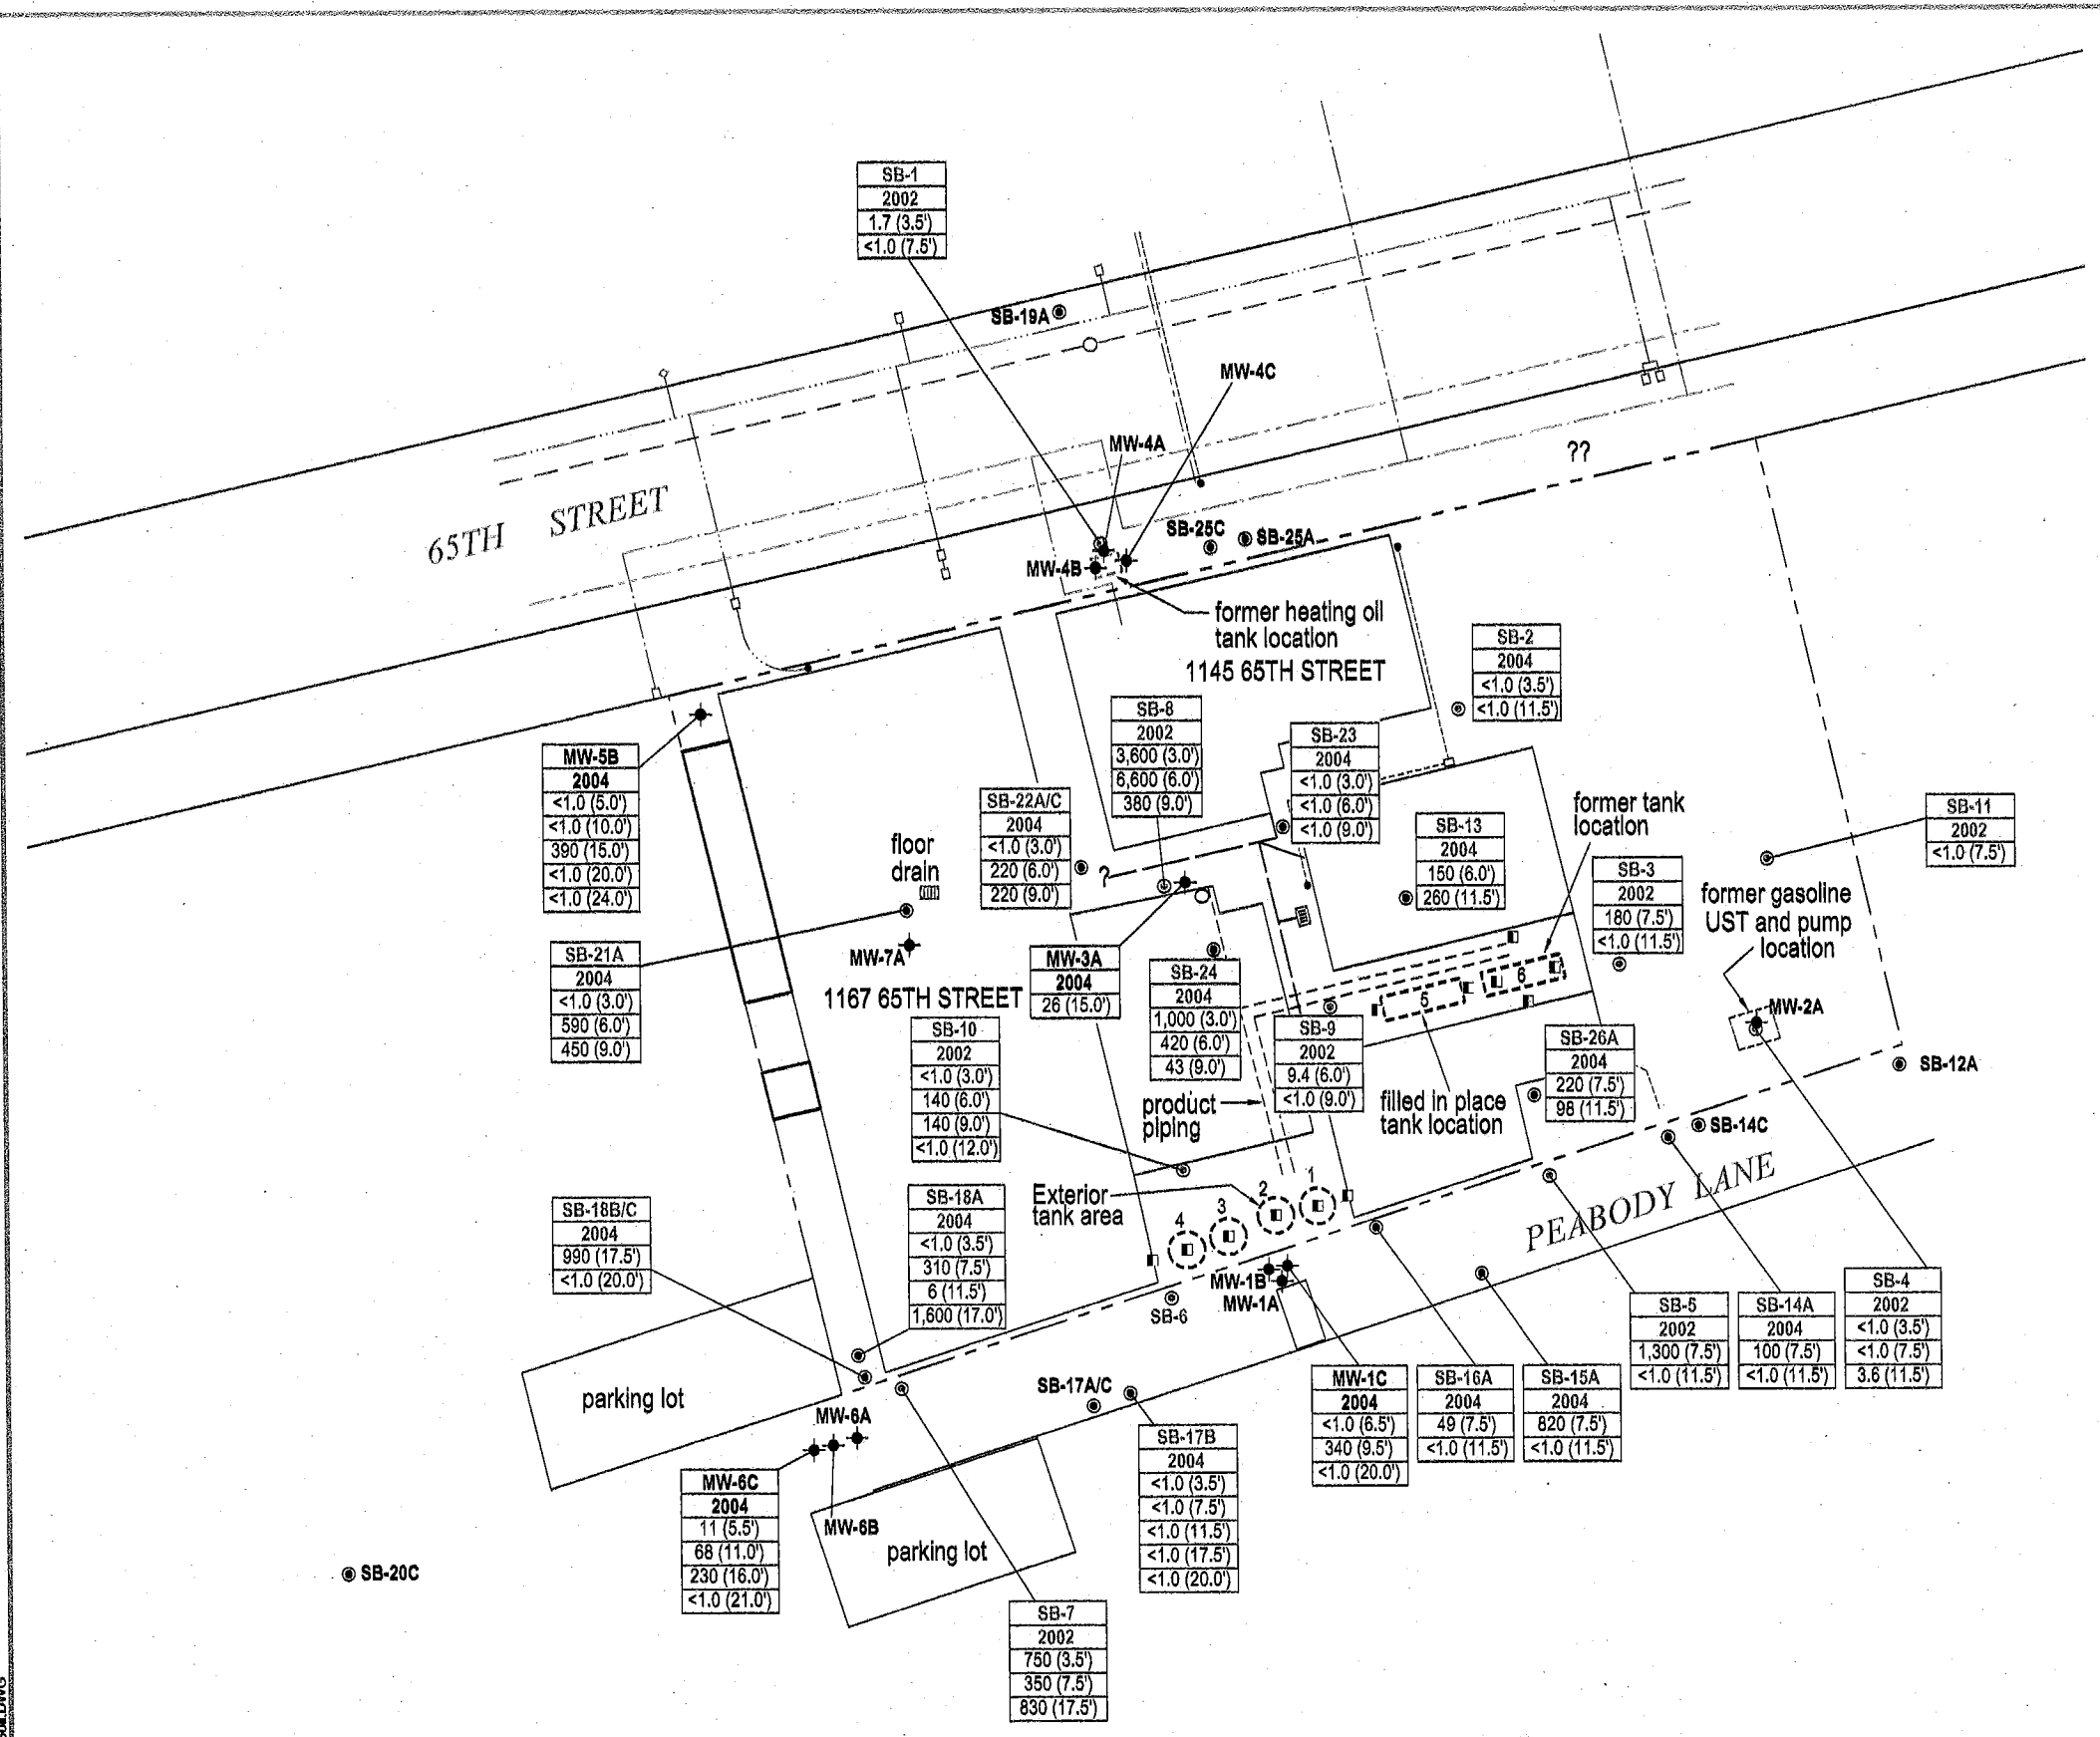 SB-1
2002
1.7 (3.5')
<1.0 (7.5')
SB-19A
MW-4C
MW-4A
??
65TH STREET
SB-25C
SB-25A
MW-4B
former heating oil
tank location
1145 65TH STREET
SB-2
2004
<1.0 (3.5')
<1.0 (11.5')
SB-8
2002
3,600 (3.0')
6,600 (6.0')
380 (9.0')
SB-23
2004
<1.0 (3.0')
<1.0 (6.0')
<1.0 (9.0')
MW-5B
2004
<1.0 (5.0')
<1.0 (10.0')
390 (15.0')
<1.0 (20.0')
<1.0 (24.0')
SB-22A/C
2004
<1.0 (3.0')
220 (6.0')
220 (9.0')
SB-13
2004
150 (6.0')
260 (11.5')
former tank
location
SB-11
2002
<1.0 (7.5')
floor
drain
?
SB-3
2002
180 (7.5')
<1.0 (11.5')
former gasoline
UST and pump
location
SB-21A
2004
<1.0 (3.0')
590 (6.0')
450 (9.0')
MW-7A
1167 65TH STREET
MW-3A
2004
26 (15.0')
SB-24
2004
1,000 (3.0')
420 (6.0')
43 (9.0')
5
6
MW-2A
SB-10
2002
<1.0 (3.0')
140 (6.0')
140 (9.0')
<1.0 (12.0')
SB-9
2002
9.4 (6.0')
<1.0 (9.0')
SB-26A
2004
220 (7.5')
98 (11.5')
SB-12A
product
piping
filled in place
tank location
SB-14C
PEABODY LANE
Exterior
tank area
1
2
3
4
SB-18B/C
2004
990 (17.5')
<1.0 (20.0')
SB-18A
2004
<1.0 (3.5')
310 (7.5')
6 (11.5')
1,600 (17.0')
MW-1B
MW-1A
SB-6
SB-5
2002
1,300 (7.5')
<1.0 (11.5')
SB-14A
2004
100 (7.5')
<1.0 (11.5')
SB-4
2002
<1.0 (3.5')
<1.0 (7.5')
3.6 (11.5')
MW-1C
2004
<1.0 (6.5')
340 (9.5')
<1.0 (20.0')
SB-16A
2004
49 (7.5')
<1.0 (11.5')
SB-15A
2004
820 (7.5')
<1.0 (11.5')
parking lot
SB-17A/C
MW-6A
SB-17B
2004
<1.0 (3.5')
<1.0 (7.5')
<1.0 (11.5')
<1.0 (17.5')
<1.0 (20.0')
MW-6C
2004
11 (5.5')
68 (11.0')
230 (16.0')
<1.0 (21.0')
MW-6B
parking lot
SB-20C
SB-7
2002
750 (3.5')
350 (7.5')
830 (17.5')